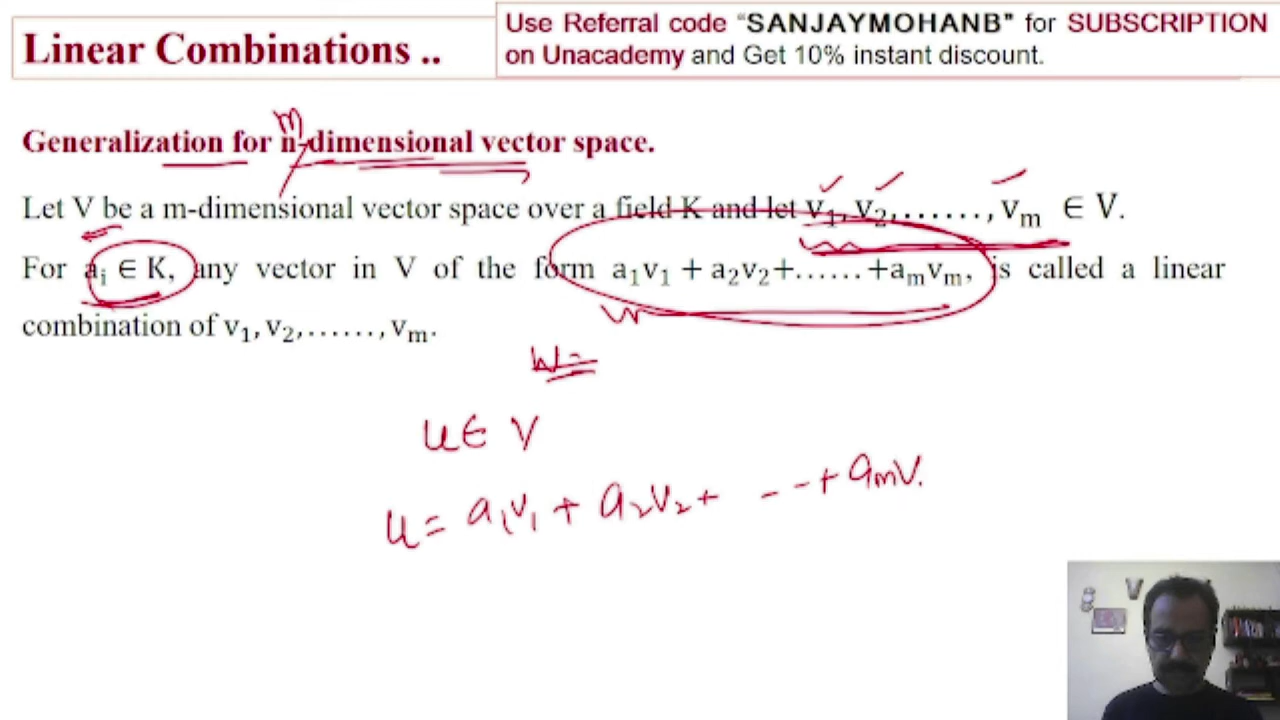 Linear Combinations ..
Use Referral code “SANJAYMOHANB" for SUBSCRIPTION
on Unacademy and Get 10% instant discount.
m
Generalization for n-dimensional vector space.
Let V be a m-dimensional vector space over a field K and let v₁, v₂, ......., vₘ ∈ V.
For aᵢ ∈ K, any vector in V of the form a₁v₁ + a₂v₂+......+aₘvₘ, is called a linear
combination of v₁, v₂, ......, vₘ.
u ∈ V
u = a₁v₁ + a₂v₂ + - - + aₘv.